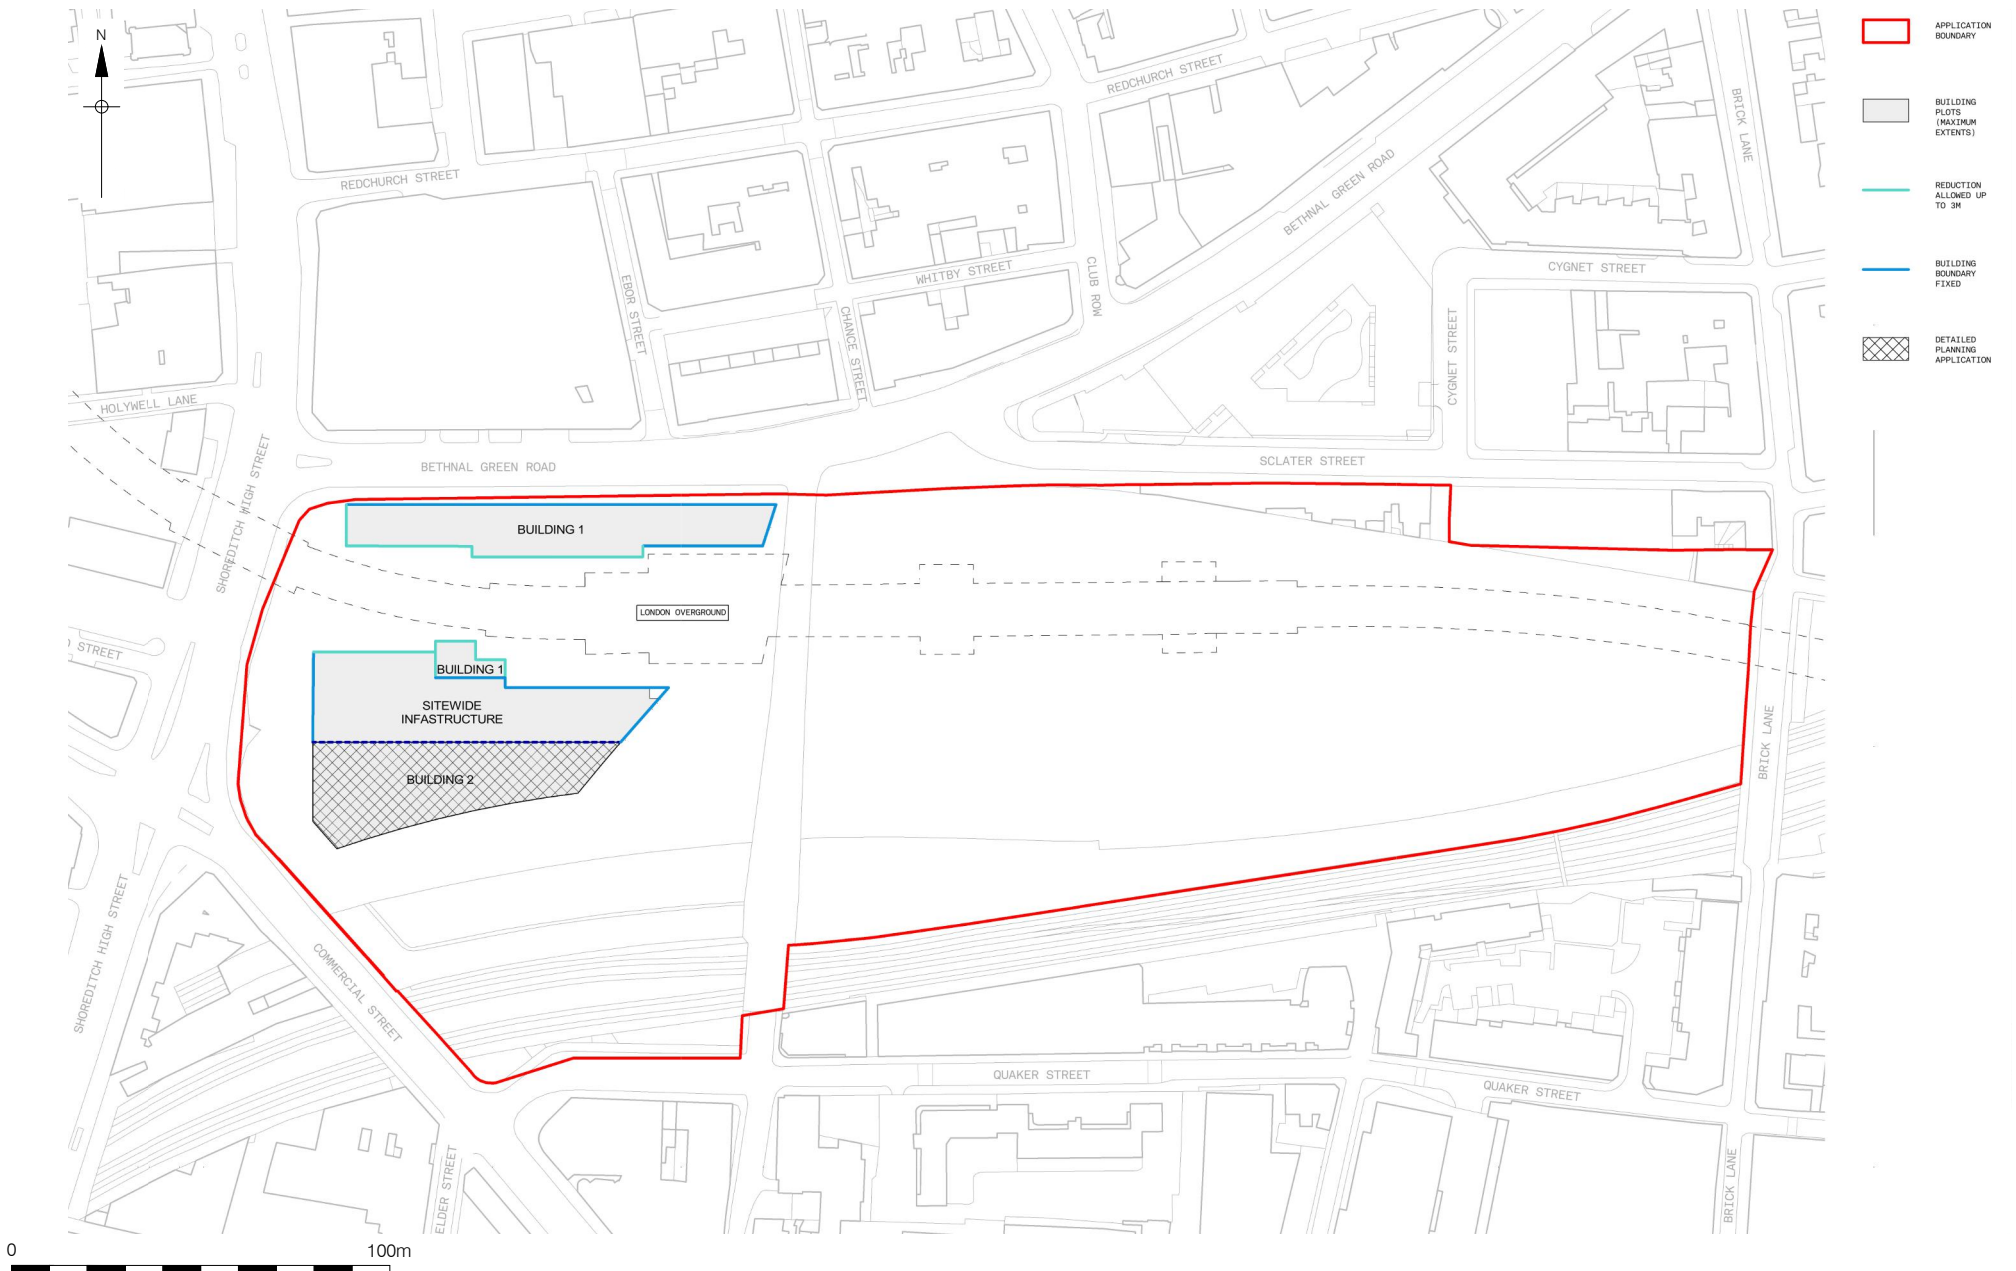 N
APPLICATION
BOUNDARY
BUILDING
PLOTS
(MAXIMUM
EXTENTS)
REDUCTION
ALLOWED UP
TO 3M
BUILDING
BOUNDARY
FIXED
DETAILED
PLANNING
APPLICATION
REDCHURCH STREET
REDCHURCH STREET
BRICK LANE
BETHNAL GREEN ROAD
EBOR STREET
WHITBY STREET
CLUB ROW
CYGNET STREET
CHANCE STREET
CYGNET STREET
HOLYWELL LANE
SHOREDITCH HIGH STREET
BETHNAL GREEN ROAD
SCLATER STREET
BUILDING 1
LONDON OVERGROUND
STREET
BUILDING 1
SITEWIDE
INFASTRUCTURE
BUILDING 2
BRICK LANE
SHOREDITCH HIGH STREET
COMMERCIAL STREET
QUAKER STREET
QUAKER STREET
ELDER STREET
BRICK LANE
0
100m